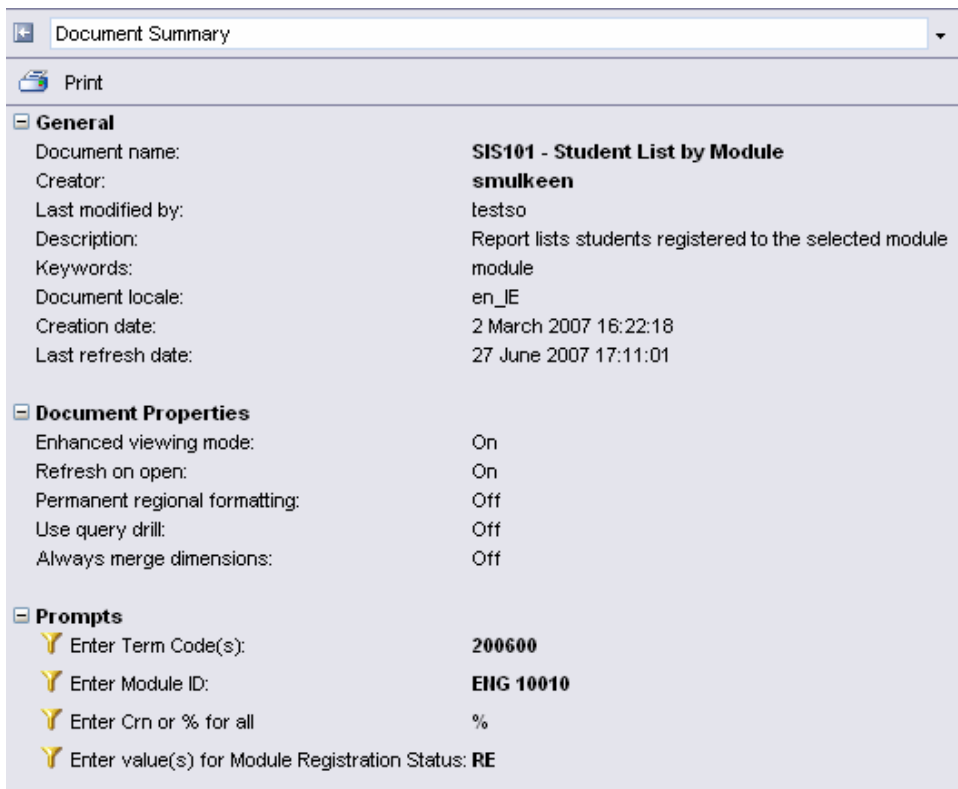 Document Summary
Print
General
Document name: SIS101 - Student List by Module
Creator: smulkeen
Last modified by: testso
Description: Report lists students registered to the selected module
Keywords: module
Document locale: en_IE
Creation date: 2 March 2007 16:22:18
Last refresh date: 27 June 2007 17:11:01
Document Properties
Enhanced viewing mode: On
Refresh on open: On
Permanent regional formatting: Off
Use query drill: Off
Always merge dimensions: Off
Prompts
Enter Term Code(s): 200600
Enter Module ID: ENG 10010
Enter Crn or % for all %
Enter value(s) for Module Registration Status: RE